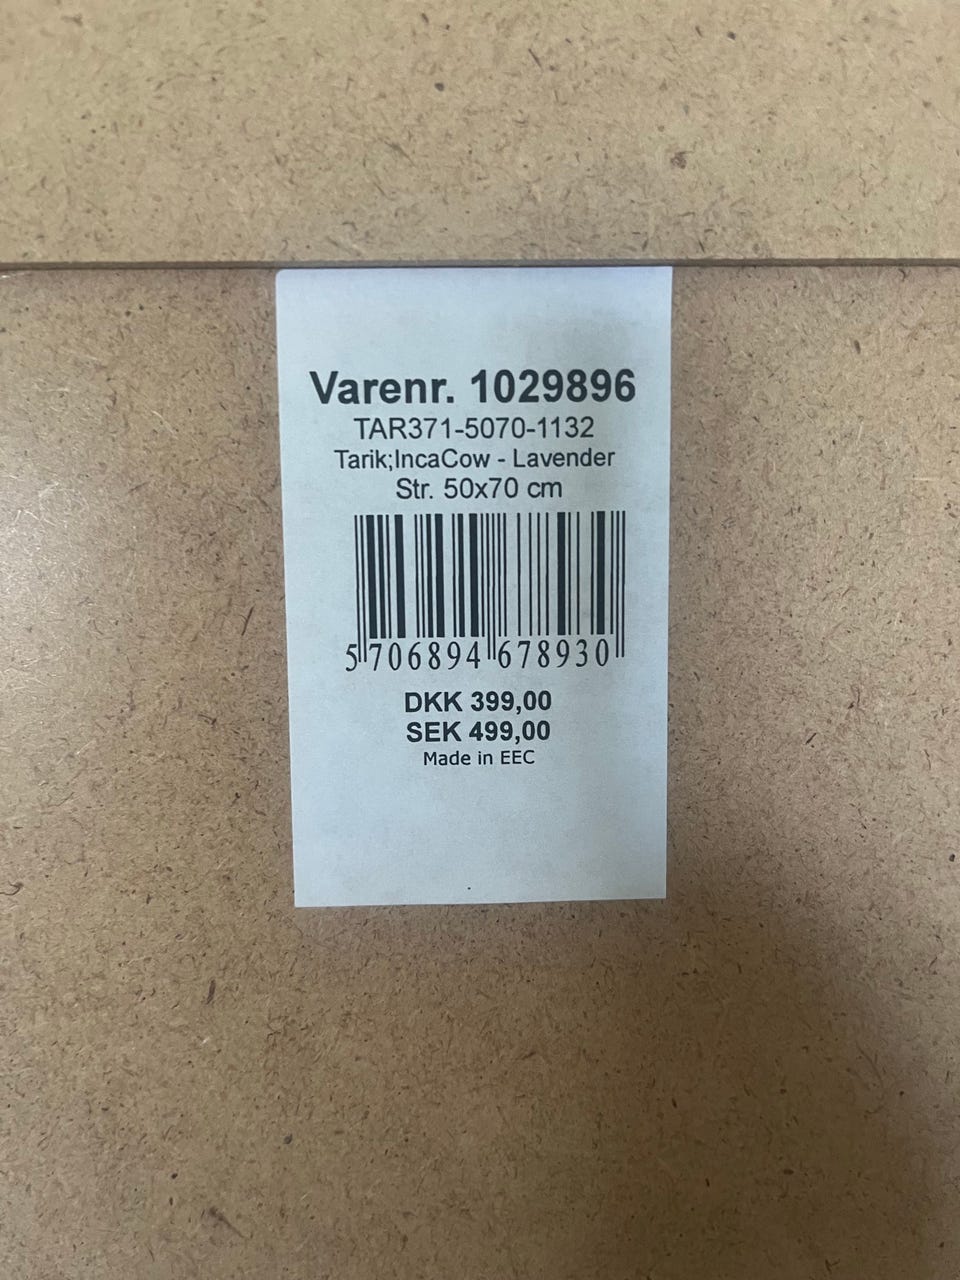 Varenr. 1029896
TAR371-5070-1132
Tarik;IncaCow - Lavender
Str. 50x70 cm
5 706894 678930
DKK 399,00
SEK 499,00
Made in EEC